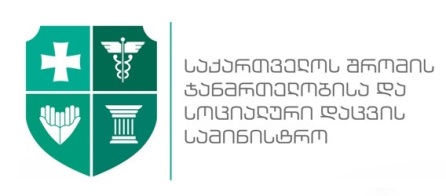 საქართველოს შრომის
ჯანმრთელობისა და
სოციალური დაცვის
სამინისტრო